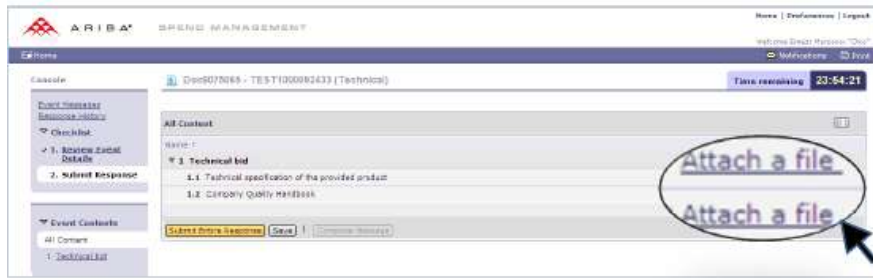 Home | Preferences | Logout
ARIBA SPEND MANAGEMENT
Home
Notifications Print
Console
Doc9075068 - TEST1000092433 (Technical)
Time remaining 23:54:21
Event Messages
Response History
Checklist
1. Review Event Details
2. Submit Response
All Content
Name ↑
1 Technical bid
1.1 Technical specification of the provided product
Attach a file
1.2 Company Quality Handbook
Attach a file
Event Contents
Submit Entire Response Save Compose Message
All Content
1 Technical bid